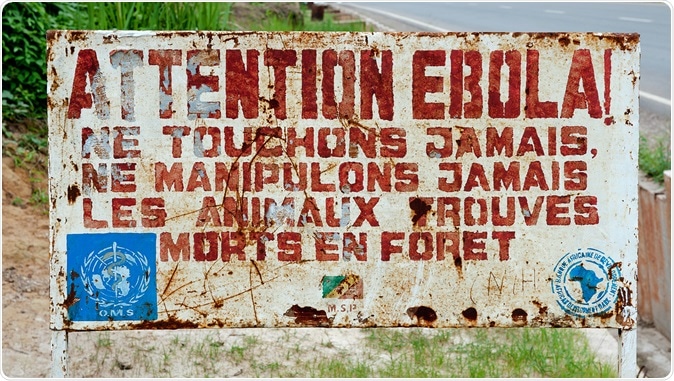 ATTENTION EBOLA!
NE TOUCHONS JAMAIS,
NE MANIPULONS JAMAIS
LES ANIMAUX TROUVES
MORTS EN FORET
O.M.S
M.S.P.